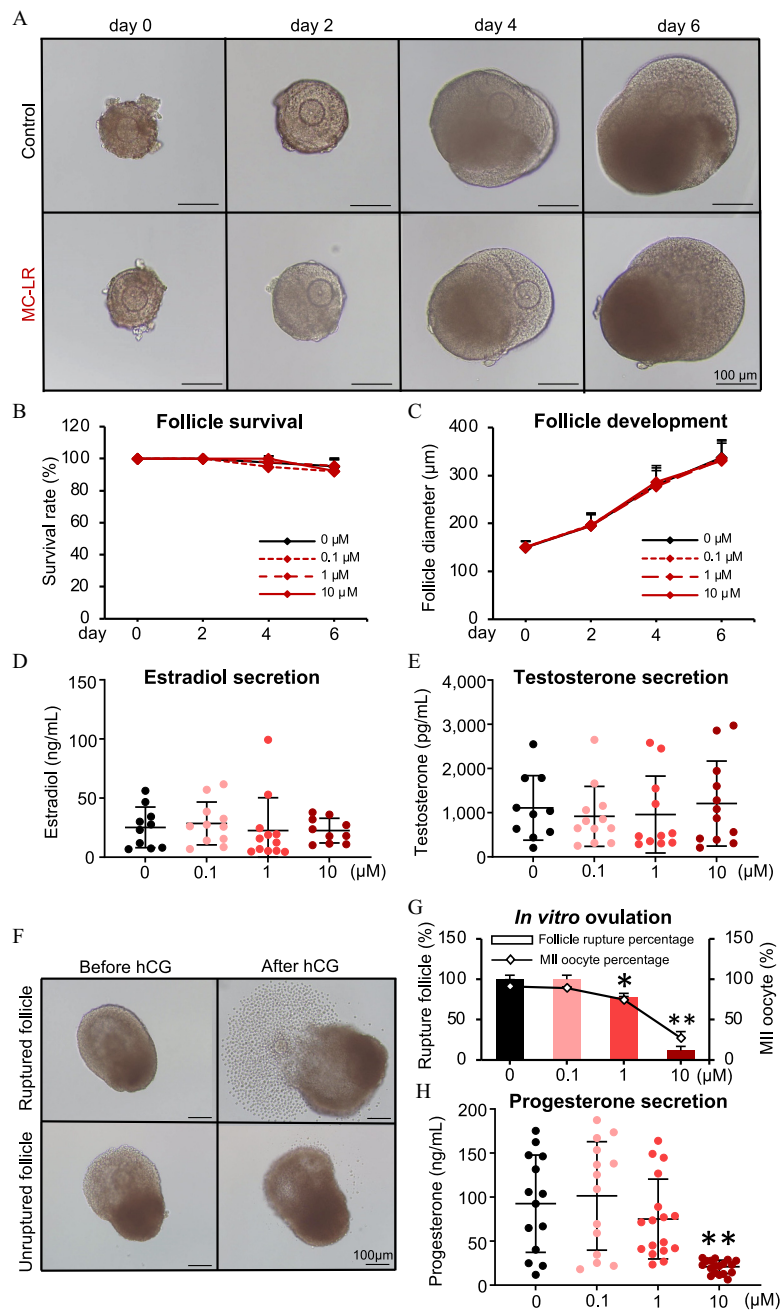 A
day 0 day 2 day 4 day 6
Control
MC-LR
100 µm
B
Follicle survival
Survival rate (%)
120
100
80
60
40
20
0
0 µM
0.1 µM
1 µM
10 µM
day 0 2 4 6
C
Follicle development
Follicle diameter (µm)
400
300
200
100
0
0 µM
0.1 µM
1 µM
10 µM
day 0 2 4 6
D
Estradiol secretion
Estradiol (ng/mL)
150
100
50
0
0 0.1 1 10 (µM)
E
Testosterone secretion
Testosterone (pg/mL)
4,000
3,000
2,000
1,000
0
0 0.1 1 10 (µM)
F
Before hCG After hCG
Ruptured follicle
Unruptured follicle
100µm
G
In vitro ovulation
Rupture follicle (%)
150
100
50
0
Follicle rupture percentage
MII oocyte percentage
* **
150
100
50
0
MII oocyte (%)
0 0.1 1 10 (µM)
H
Progesterone secretion
Progesterone (ng/mL)
200
150
100
50
0
**
0 0.1 1 10 (µM)